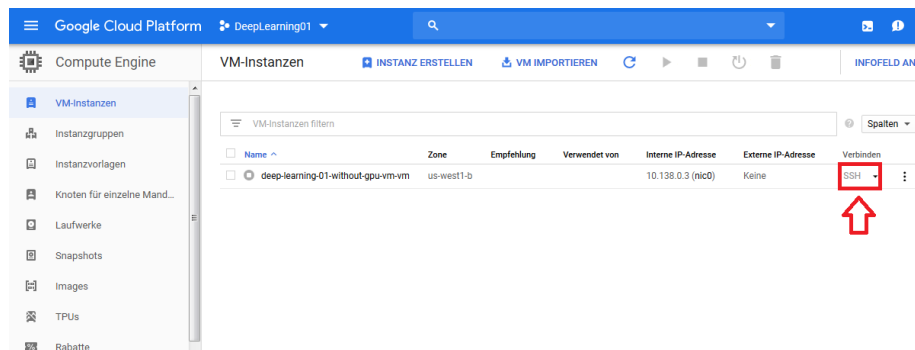 Google Cloud Platform DeepLearning01
Compute Engine VM-Instanzen INSTANZ ERSTELLEN VM IMPORTIEREN INFOFELD AN
VM-Instanzen
Instanzgruppen
Instanzvorlagen
Knoten für einzelne Mand...
Laufwerke
Snapshots
Images
TPUs
Rabatte
VM-Instanzen filtern Spalten
Name Zone Empfehlung Verwendet von Interne IP-Adresse Externe IP-Adresse Verbinden
deep-learning-01-without-gpu-vm-vm us-west1-b 10.138.0.3 (nic0) Keine SSH